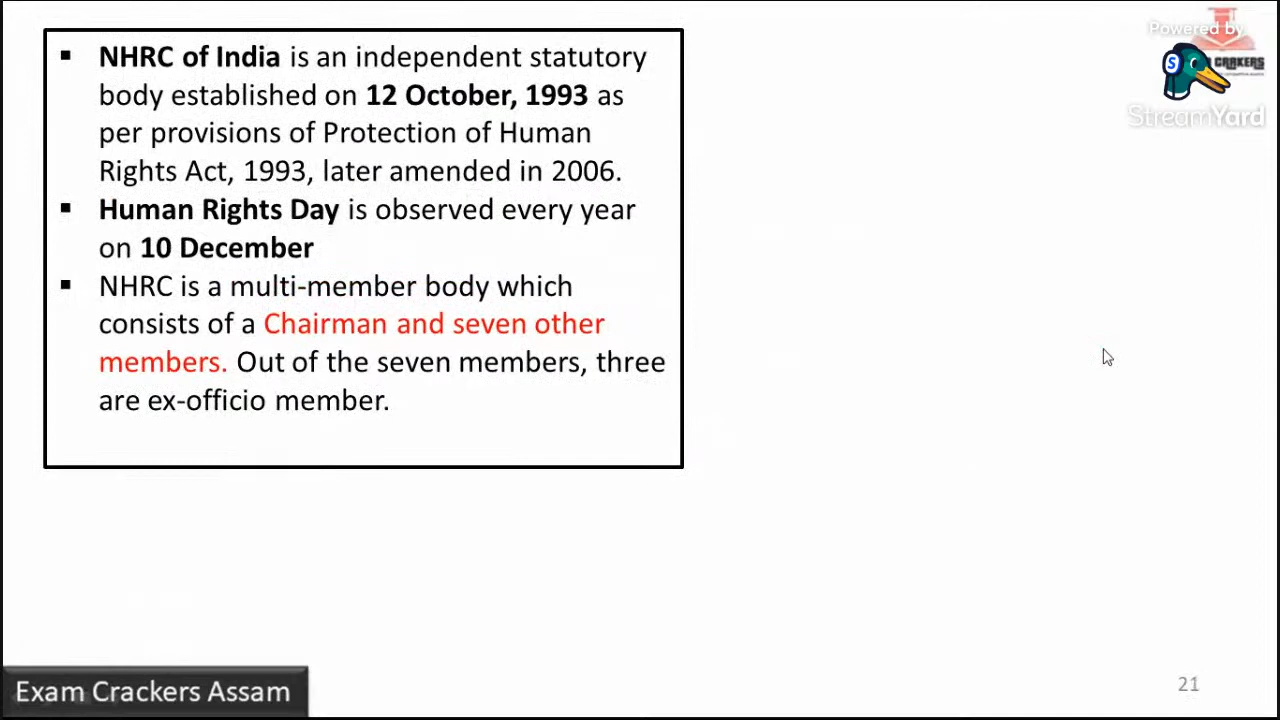 ▪ NHRC of India is an independent statutory
body established on 12 October, 1993 as
per provisions of Protection of Human
Rights Act, 1993, later amended in 2006.
▪ Human Rights Day is observed every year
on 10 December
▪ NHRC is a multi-member body which
consists of a Chairman and seven other
members. Out of the seven members, three
are ex-officio member.
Powered by
S
CRAKERS
StreamYard
Exam Crackers Assam
21